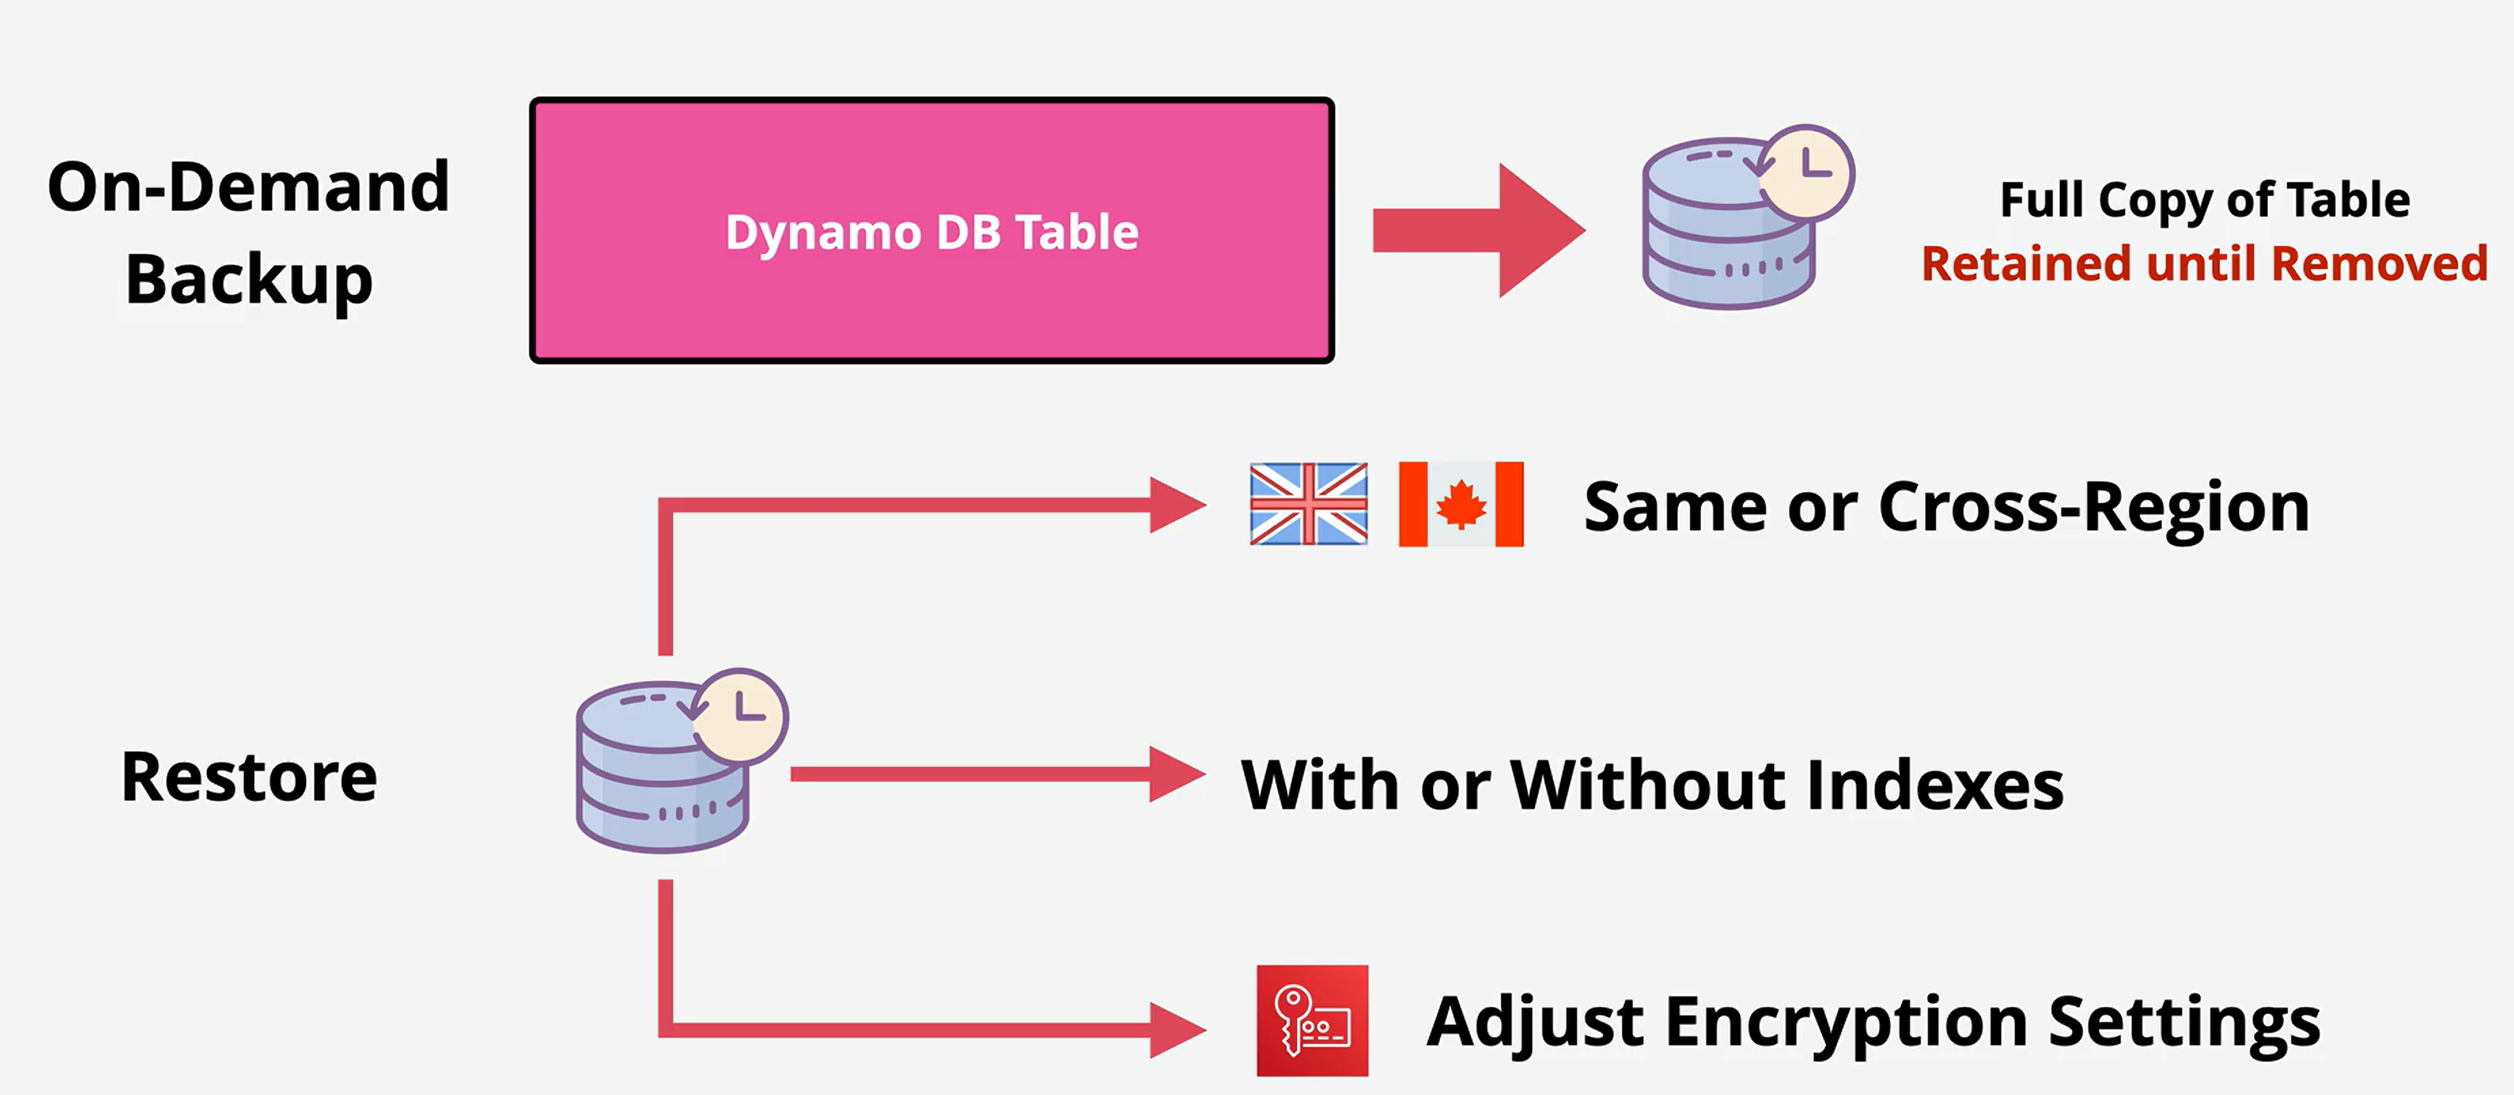 On-Demand
Backup
Dynamo DB Table
Full Copy of Table
Retained until Removed
Same or Cross-Region
Restore
With or Without Indexes
Adjust Encryption Settings